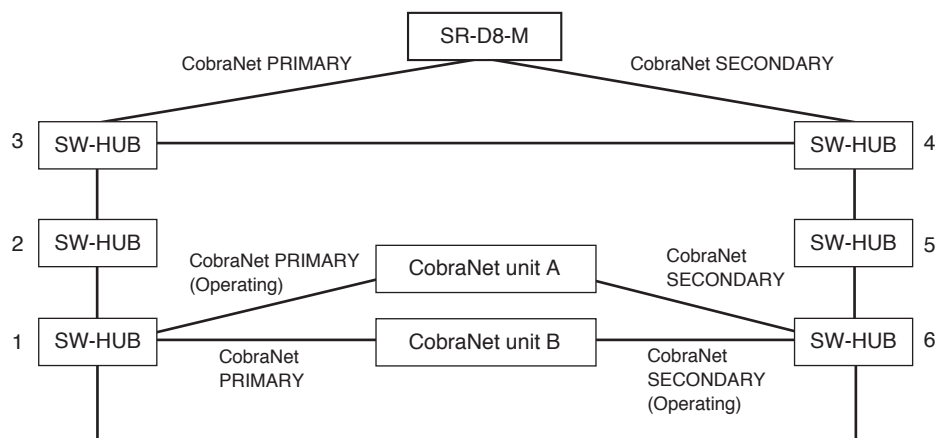 SR-D8-M
CobraNet PRIMARY
CobraNet SECONDARY
3
SW-HUB
SW-HUB
4
2
SW-HUB
CobraNet PRIMARY
(Operating)
CobraNet unit A
CobraNet
SECONDARY
SW-HUB
5
1
SW-HUB
CobraNet
PRIMARY
CobraNet unit B
CobraNet
SECONDARY
(Operating)
SW-HUB
6